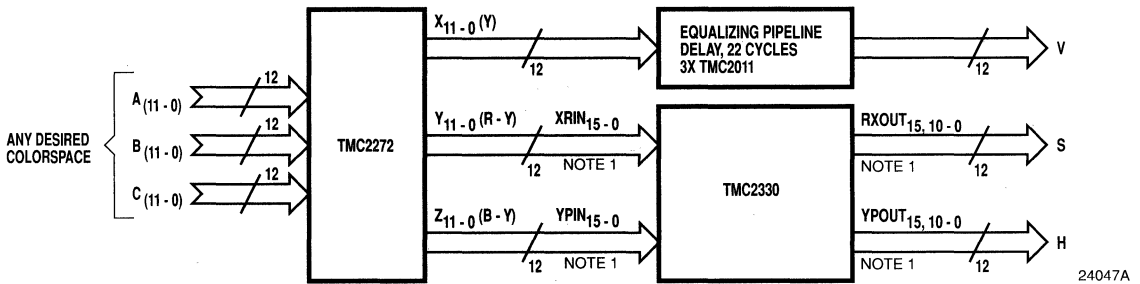 X11-0 (Y)
EQUALIZING PIPELINE
DELAY, 22 CYCLES
3X TMC2011
V
12
12
12
A(11 - 0)
12
Y11-0 (R - Y)
XRIN15-0
RXOUT15, 10-0
ANY DESIRED
COLORSPACE
B(11 - 0)
TMC2272
S
12
NOTE 1
NOTE 1
12
12
C(11 - 0)
TMC2330
Z11-0 (B - Y)
YPIN15-0
YPOUT15, 10-0
H
12
NOTE 1
NOTE 1
12
24047A